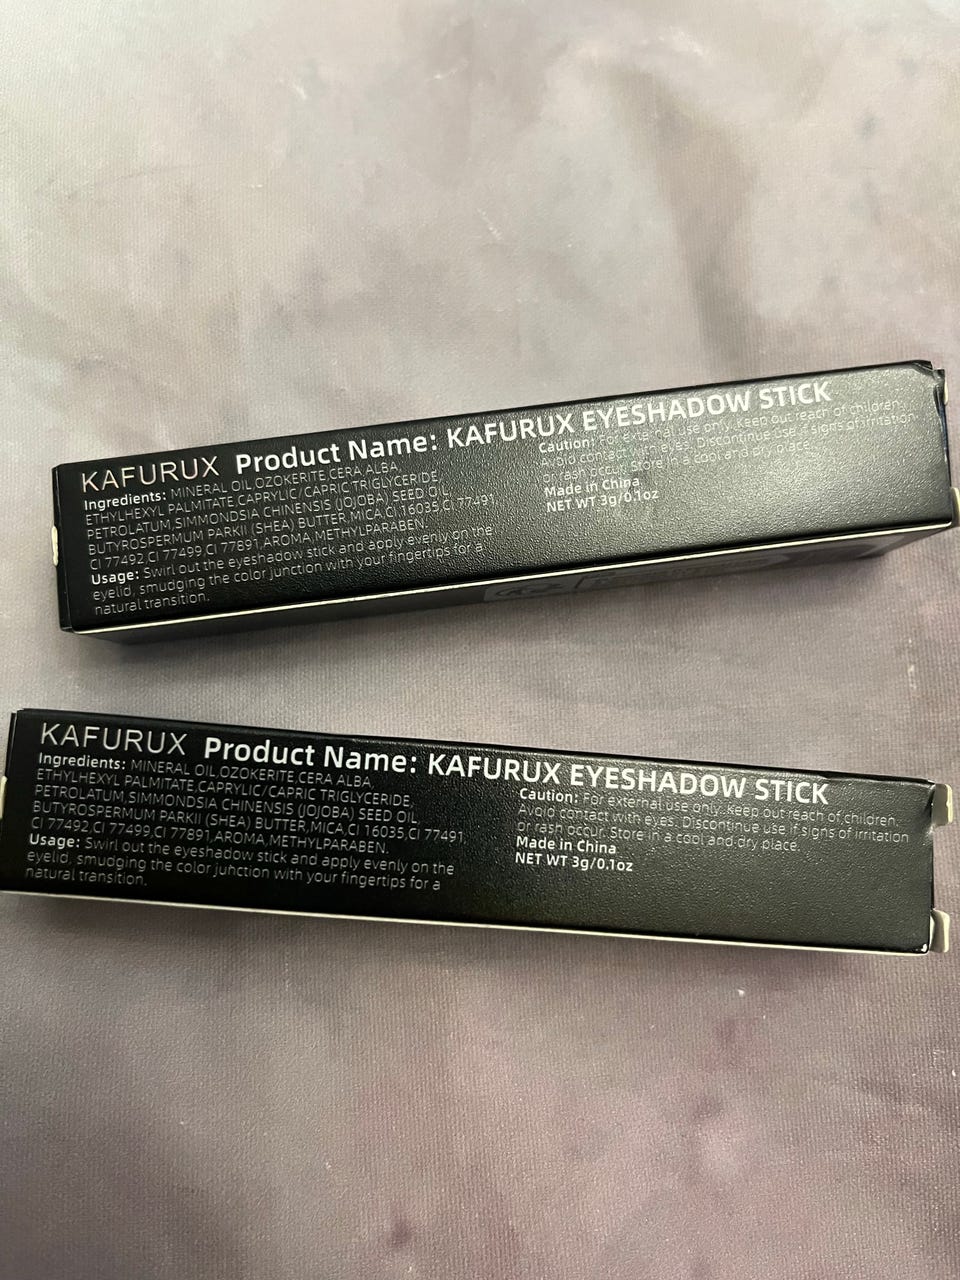 KAFURUX Product Name: KAFURUX EYESHADOW STICK
Ingredients: MINERAL OIL,OZOKERITE,CERA ALBA,
ETHYLHEXYL PALMITATE,CAPRYLIC/CAPRIC TRIGLYCERIDE,
PETROLATUM,SIMMONDSIA CHINENSIS (JOJOBA) SEED OIL,
BUTYROSPERMUM PARKII (SHEA) BUTTER,MICA,CI 16035,CI 77491,
CI 77492,CI 77499,CI 77891,AROMA,METHYLPARABEN.
Usage: Swirl out the eyeshadow stick and apply evenly on the
eyelid, smudging the color junction with your fingertips for a
natural transition.
Caution: For external use only. Keep out reach of children.
Avoid contact with eyes. Discontinue use if signs of irritation
or rash occur. Store in a cool and dry
Made in China
NET WT 3g/0.1oz
KAFURUX Product Name: KAFURUX EYESHADOW STICK
Ingredients: MINERAL OIL,OZOKERITE,CERA ALBA,
ETHYLHEXYL PALMITATE,CAPRYLIC/CAPRIC TRIGLYCERIDE,
PETROLATUM,SIMMONDSIA CHINENSIS (JOJOBA) SEED OIL,
BUTYROSPERMUM PARKII (SHEA) BUTTER,MICA,CI 16035,CI 77491,
CI 77492,CI 77499,CI 77891,AROMA,METHYLPARABEN.
Usage: Swirl out the eyeshadow stick and apply evenly on the
eyelid, smudging the color junction with your fingertips for a
natural transition.
Caution: For external use only. Keep out reach of children.
Avoid contact with eyes. Discontinue use if signs of irritation
or rash occur. Store in a cool and dry place.
Made in China
NET WT 3g/0.1oz